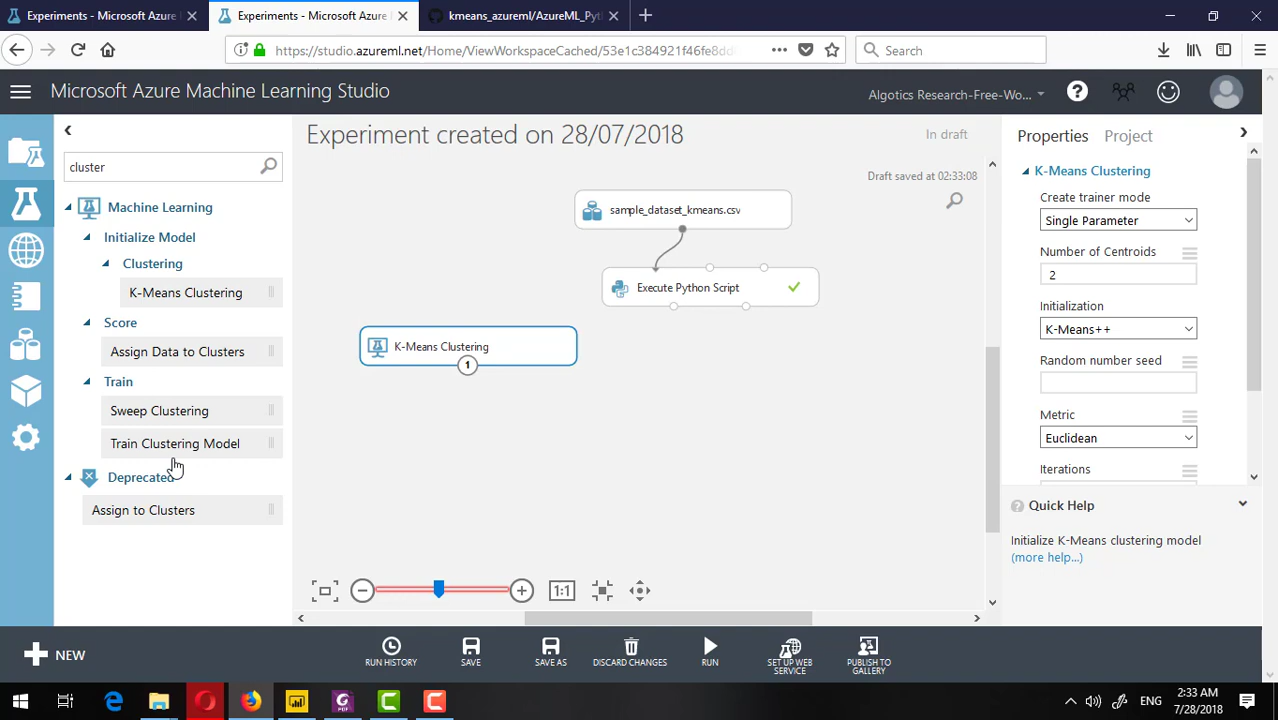 Experiments - Microsoft Azure M
Experiments - Microsoft Azure Ma
kmeans_azureml/AzureML_Pyt
https://studio.azureml.net/Home/ViewWorkspaceCached/53e1c384921f46fe8dd
Search
Microsoft Azure Machine Learning Studio
Algotics Research-Free-Wo...
cluster
Machine Learning
Initialize Model
Clustering
K-Means Clustering
Score
Assign Data to Clusters
Train
Sweep Clustering
Train Clustering Model
Deprecated
Assign to Clusters
Experiment created on 28/07/2018
In draft
Draft saved at 02:33:08
sample_dataset_kmeans.csv
Execute Python Script
K-Means Clustering
1
1:1
Properties
Project
K-Means Clustering
Create trainer mode
Single Parameter
Number of Centroids
2
Initialization
K-Means++
Random number seed
Metric
Euclidean
Iterations
Quick Help
Initialize K-Means clustering model
(more help...)
NEW
RUN HISTORY
SAVE
SAVE AS
DISCARD CHANGES
RUN
SET UP WEB
SERVICE
PUBLISH TO
GALLERY
ENG
2:33 AM
7/28/2018